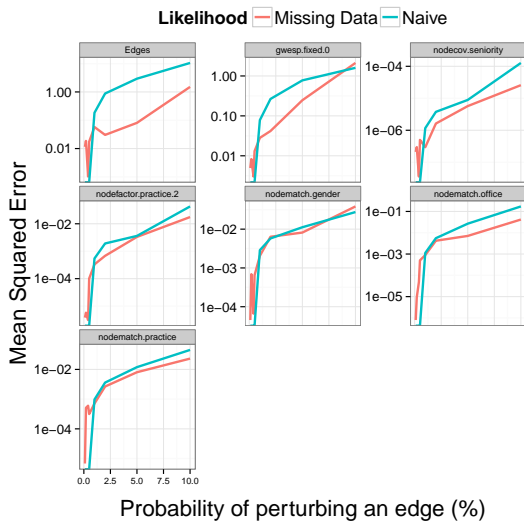 Likelihood Missing Data Naive
Edges
gwesp.fixed.0
nodecov.seniority
1.00
0.01
1.00
0.10
0.01
1e−04
1e−06
nodefactor.practice.2
nodematch.gender
nodematch.office
1e−02
1e−04
1e−02
1e−03
1e−04
1e−01
1e−03
1e−05
nodematch.practice
1e−02
1e−04
0.0 2.5 5.0 7.5 10.0
Mean Squared Error
Probability of perturbing an edge (%)